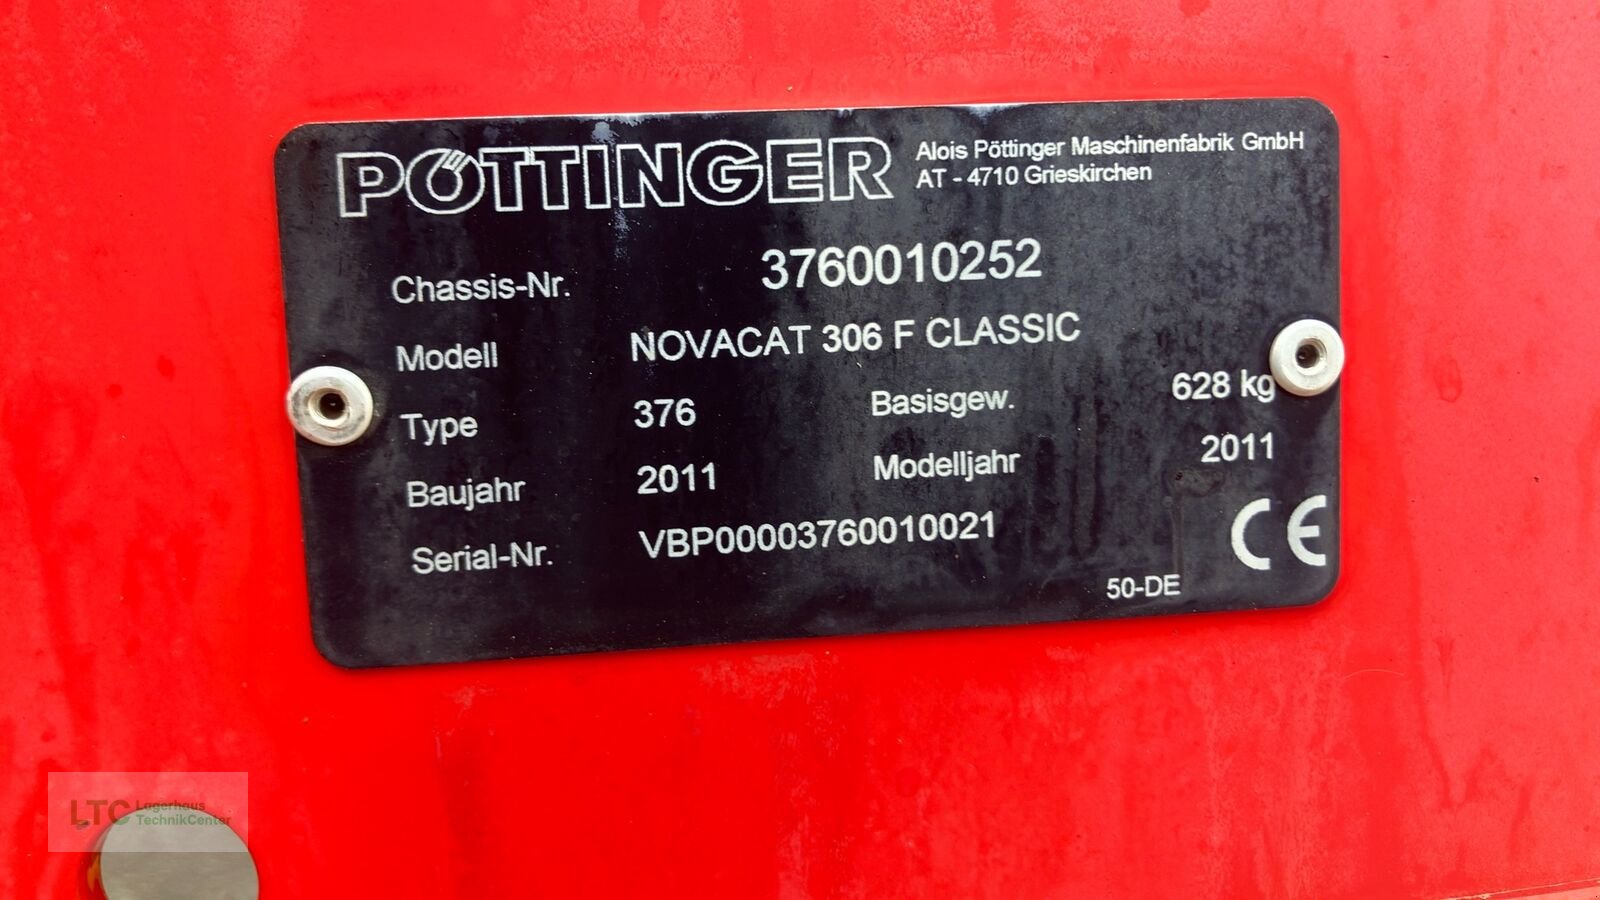 PÖTTINGER Alois Pöttinger Maschinenfabrik GmbH
AT - 4710 Grieskirchen
Chassis-Nr. 3760010252
Modell NOVACAT 306 F CLASSIC
Type 376 Basisgew. 628 kg
Baujahr 2011 Modelljahr 2011
Serial-Nr. VBP00003760010021
CE
50-DE
LTC Lagerhaus
TechnikCenter